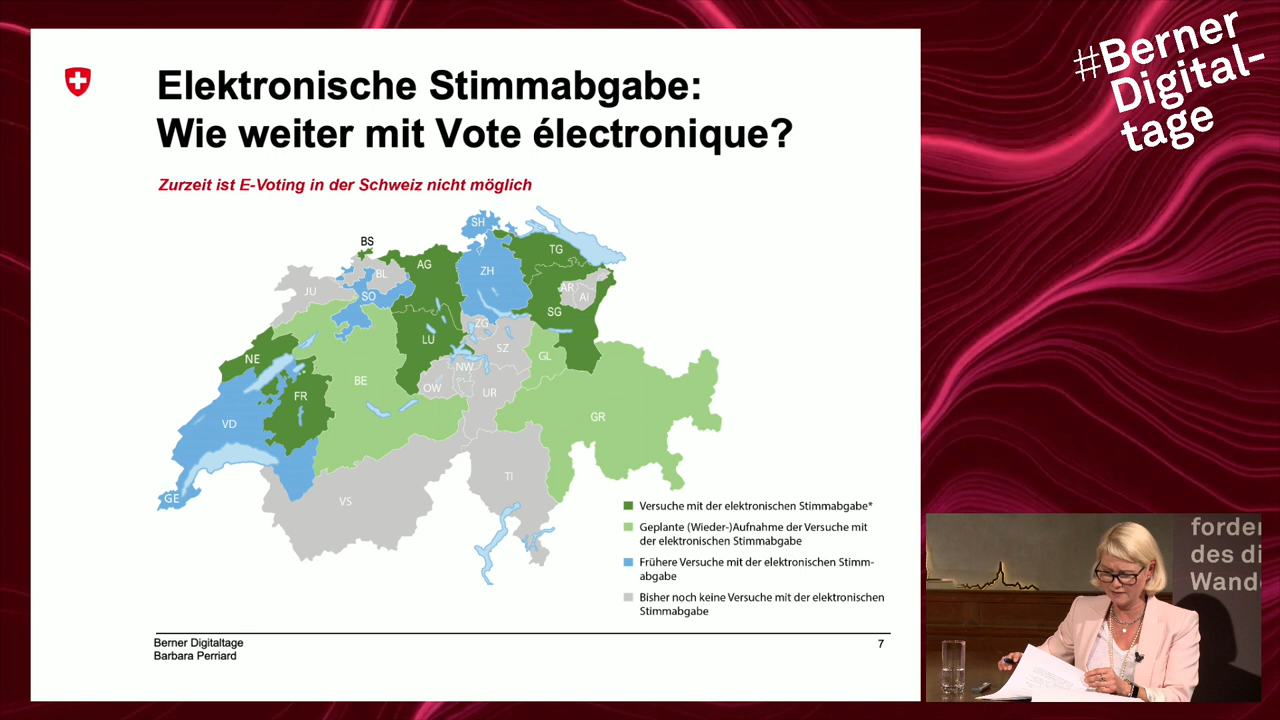 #Berner
Digital-
tage
Elektronische Stimmabgabe:
Wie weiter mit Vote électronique?
Zurzeit ist E-Voting in der Schweiz nicht möglich
SH
BS
TG
AG
ZH
BL
JU
SO
AR
AI
SG
ZG
LU
SZ
NE
GL
NW
BE
OW
UR
FR
GR
VD
TI
GE
VS
Versuche mit der elektronischen Stimmabgabe*
Geplante (Wieder-)Aufnahme der Versuche mit
der elektronischen Stimmabgabe
Frühere Versuche mit der elektronischen Stimm-
abgabe
Bisher noch keine Versuche mit der elektronischen
Stimmabgabe
Berner Digitaltage
Barbara Perriard
7
forder
des di
Wande